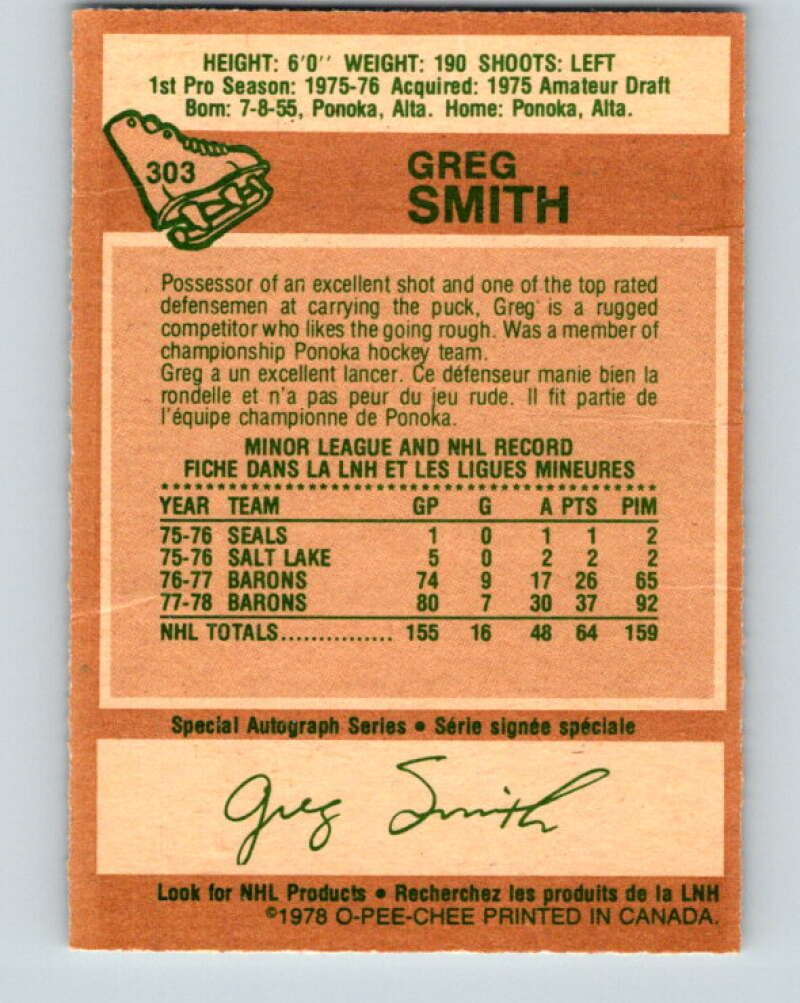 HEIGHT: 6'0'' WEIGHT: 190 SHOOTS: LEFT
1st Pro Season: 1975-76 Acquired: 1975 Amateur Draft
Born: 7-8-55, Ponoka, Alta. Home: Ponoka, Alta.
303
GREG
SMITH
Possessor of an excellent shot and one of the top rated
defensemen at carrying the puck, Greg is a rugged
competitor who likes the going rough. Was a member of
championship Ponoka hockey team.
Greg a un excellent lancer. Ce défenseur manie bien la
rondelle et n'a pas peur du jeu rude. Il fit partie de
l'équipe championne de Ponoka.
MINOR LEAGUE AND NHL RECORD
FICHE DANS LA LNH ET LES LIGUES MINEURES
YEAR TEAM GP G A PTS PIM
75-76 SEALS 1 0 1 1 2
75-76 SALT LAKE 5 0 2 2 2
76-77 BARONS 74 9 17 26 65
77-78 BARONS 80 7 30 37 92
NHL TOTALS............... 155 16 48 64 159
Special Autograph Series • Série signée spéciale
Greg Smith
Look for NHL Products • Recherchez les produits de la LNH
©1978 O-PEE-CHEE PRINTED IN CANADA.